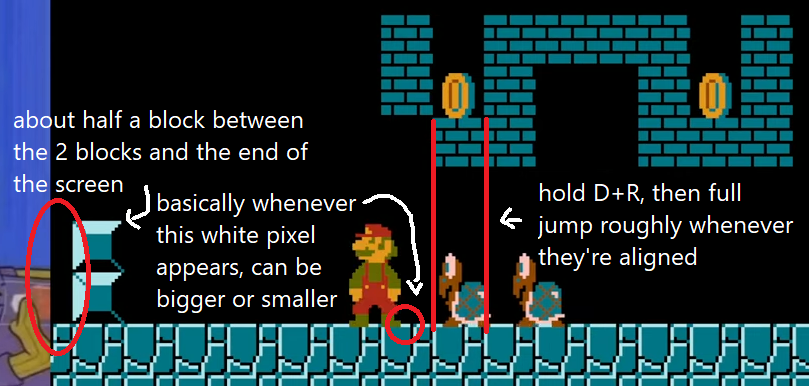 about half a block between
the 2 blocks and the end of
the screen
basically whenever
this white pixel
appears, can be
bigger or smaller
hold D+R, then full
jump roughly whenever
they're aligned